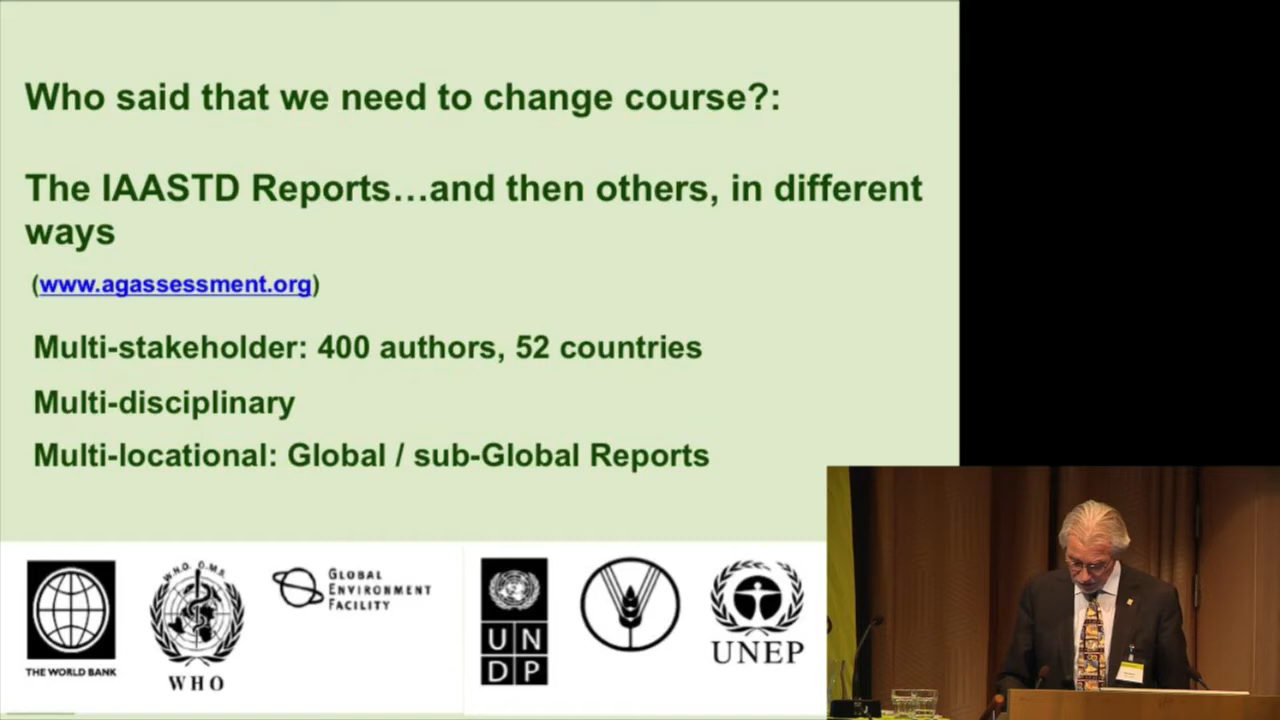 Who said that we need to change course?:
The IAASTD Reports…and then others, in different
ways
(www.agassessment.org)
Multi-stakeholder: 400 authors, 52 countries
Multi-disciplinary
Multi-locational: Global / sub-Global Reports
THE WORLD BANK
W.H.O. O.M.S.
WHO
GLOBAL
ENVIRONMENT
FACILITY
UN
DP
UNEP